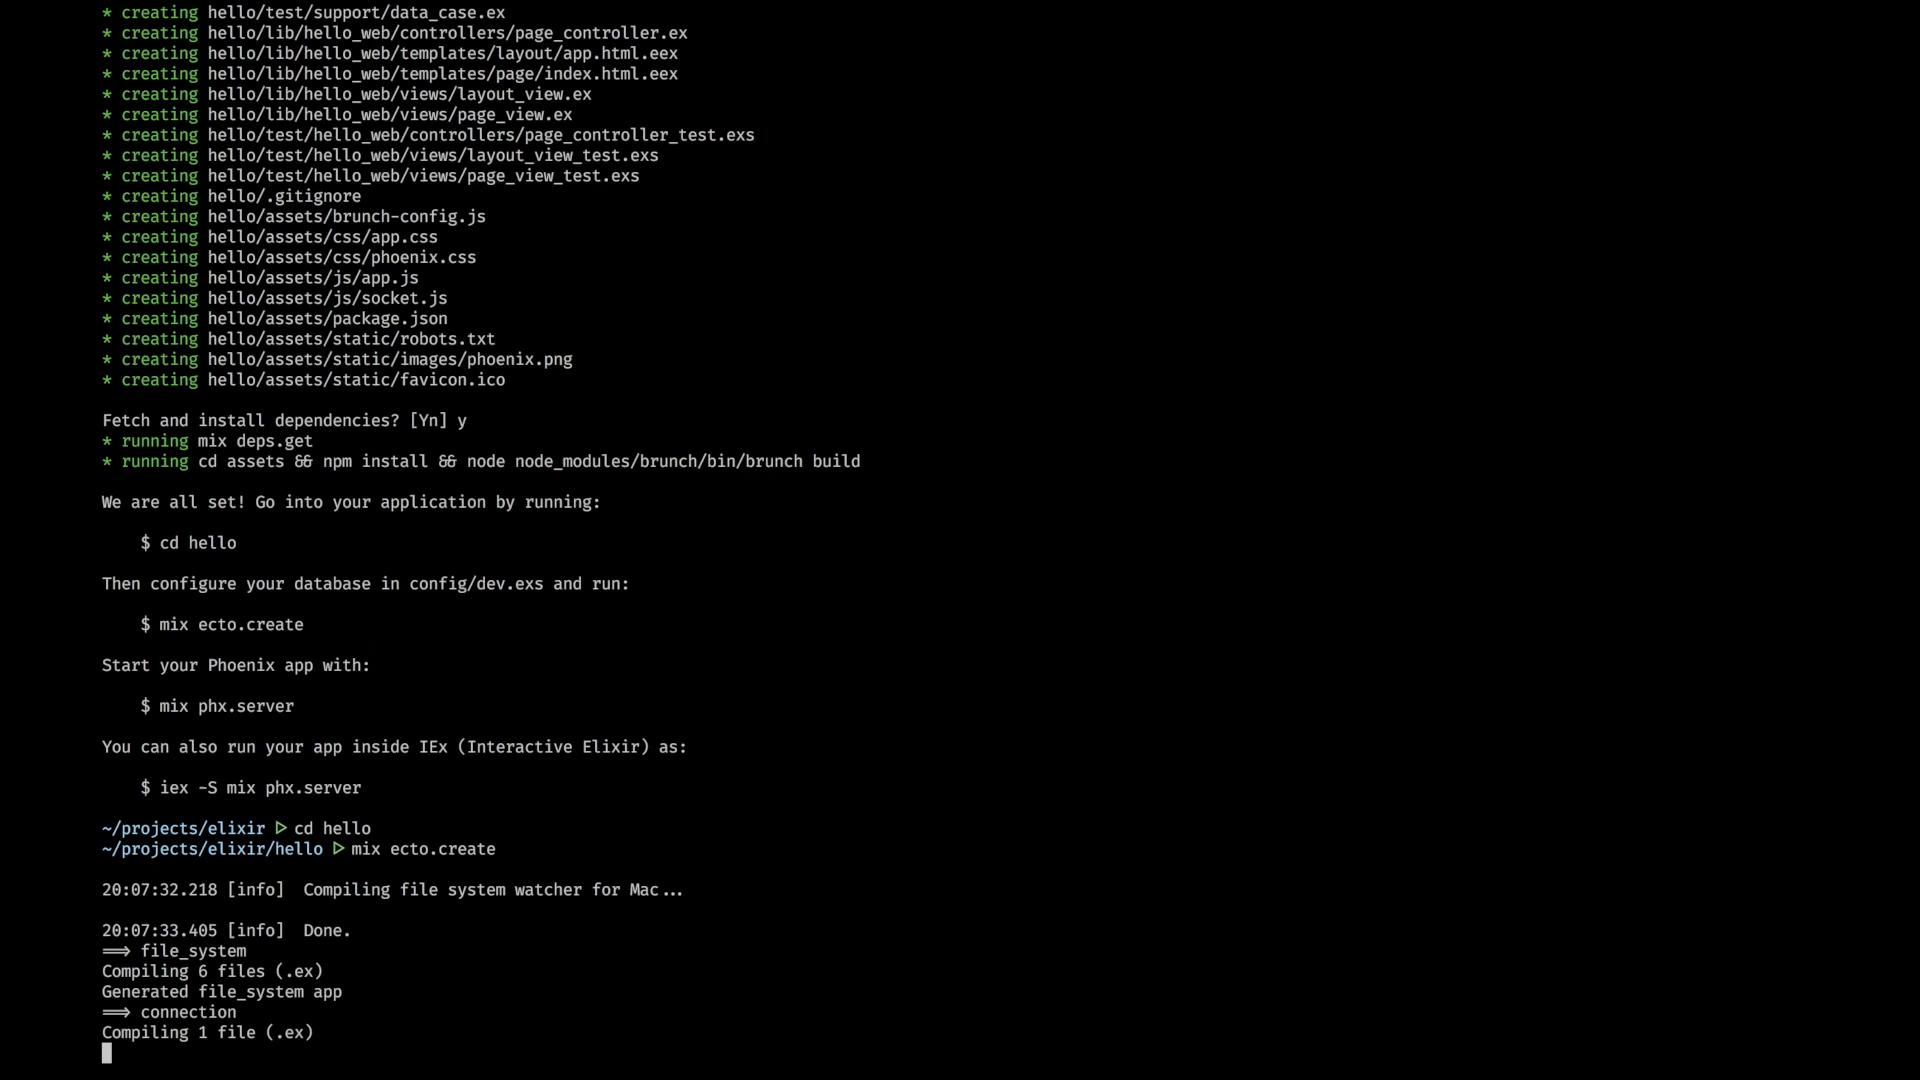 * creating hello/test/support/data_case.ex
* creating hello/lib/hello_web/controllers/page_controller.ex
* creating hello/lib/hello_web/templates/layout/app.html.eex
* creating hello/lib/hello_web/templates/page/index.html.eex
* creating hello/lib/hello_web/views/layout_view.ex
* creating hello/lib/hello_web/views/page_view.ex
* creating hello/test/hello_web/controllers/page_controller_test.exs
* creating hello/test/hello_web/views/layout_view_test.exs
* creating hello/test/hello_web/views/page_view_test.exs
* creating hello/.gitignore
* creating hello/assets/brunch-config.js
* creating hello/assets/css/app.css
* creating hello/assets/css/phoenix.css
* creating hello/assets/js/app.js
* creating hello/assets/js/socket.js
* creating hello/assets/package.json
* creating hello/assets/static/robots.txt
* creating hello/assets/static/images/phoenix.png
* creating hello/assets/static/favicon.ico
Fetch and install dependencies? [Yn] y
* running mix deps.get
* running cd assets && npm install && node node_modules/brunch/bin/brunch build
We are all set! Go into your application by running:
$ cd hello
Then configure your database in config/dev.exs and run:
$ mix ecto.create
Start your Phoenix app with:
$ mix phx.server
You can also run your app inside IEx (Interactive Elixir) as:
$ iex -S mix phx.server
~/projects/elixir ▷ cd hello
~/projects/elixir/hello ▷ mix ecto.create
20:07:32.218 [info]  Compiling file system watcher for Mac...
20:07:33.405 [info]  Done.
==> file_system
Compiling 6 files (.ex)
Generated file_system app
==> connection
Compiling 1 file (.ex)